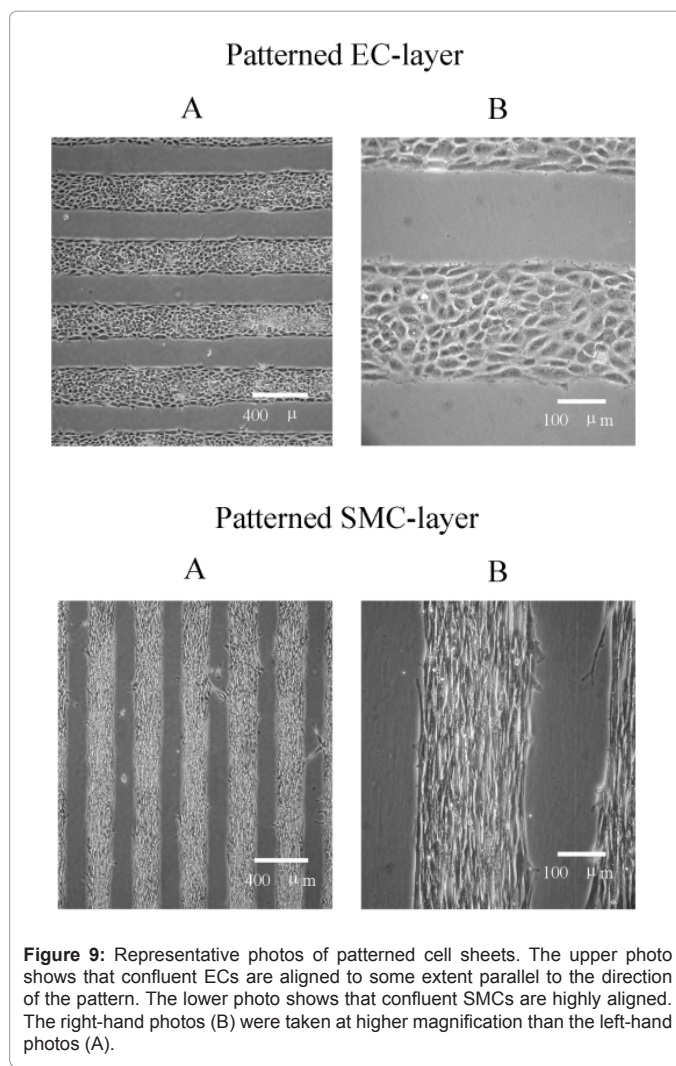 Patterned EC-layer
A
B
400 μ
100 μ m
Patterned SMC-layer
A
B
400 μ m
100 μ m
Figure 9: Representative photos of patterned cell sheets. The upper photo
shows that confluent ECs are aligned to some extent parallel to the direction
of the pattern. The lower photo shows that confluent SMCs are highly aligned.
The right-hand photos (B) were taken at higher magnification than the left-hand
photos (A).